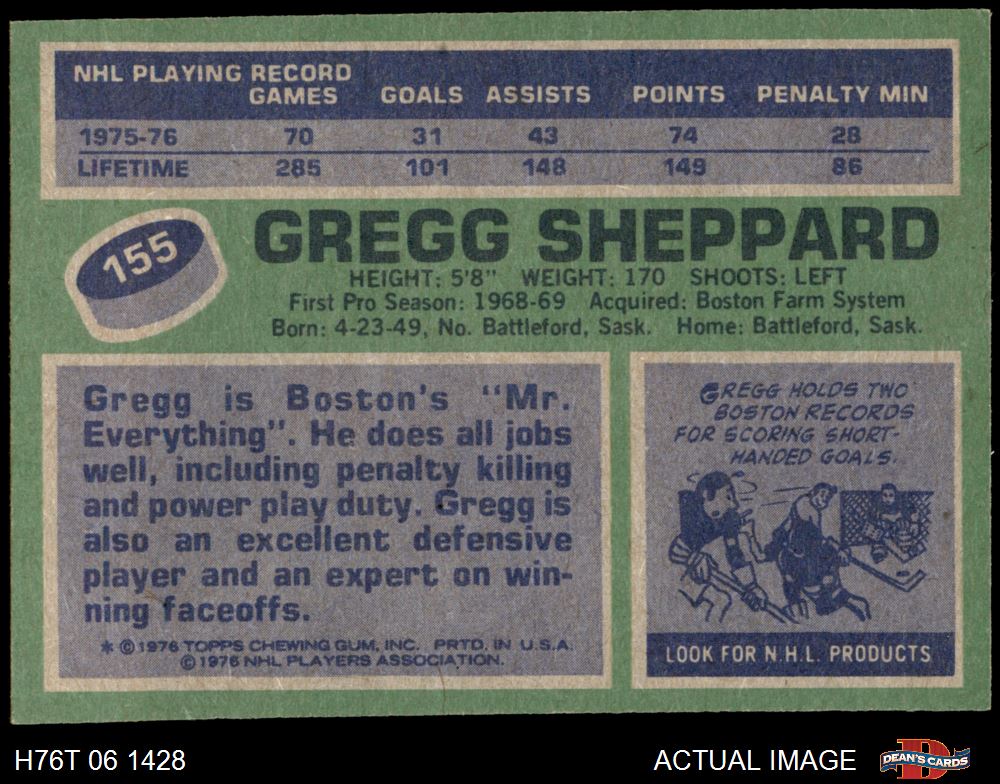 NHL PLAYING RECORD
GAMES GOALS ASSISTS POINTS PENALTY MIN
1975-76 70 31 43 74 28
LIFETIME 285 101 148 149 86
155
GREGG SHEPPARD
HEIGHT: 5'8" WEIGHT: 170 SHOOTS: LEFT
First Pro Season: 1968-69 Acquired: Boston Farm System
Born: 4-23-49, No. Battleford, Sask. Home: Battleford, Sask.
Gregg is Boston's "Mr.
Everything". He does all jobs
well, including penalty killing
and power play duty. Gregg is
also an excellent defensive
player and an expert on win-
ning faceoffs.
* © 1976 TOPPS CHEWING GUM, INC. PRTD. IN U.S.A.
© 1976 NHL PLAYERS ASSOCIATION.
GREGG HOLDS TWO
BOSTON RECORDS
FOR SCORING SHORT-
HANDED GOALS.
LOOK FOR N.H.L. PRODUCTS
H76T 06 1428 ACTUAL IMAGE D DEAN'S CARDS